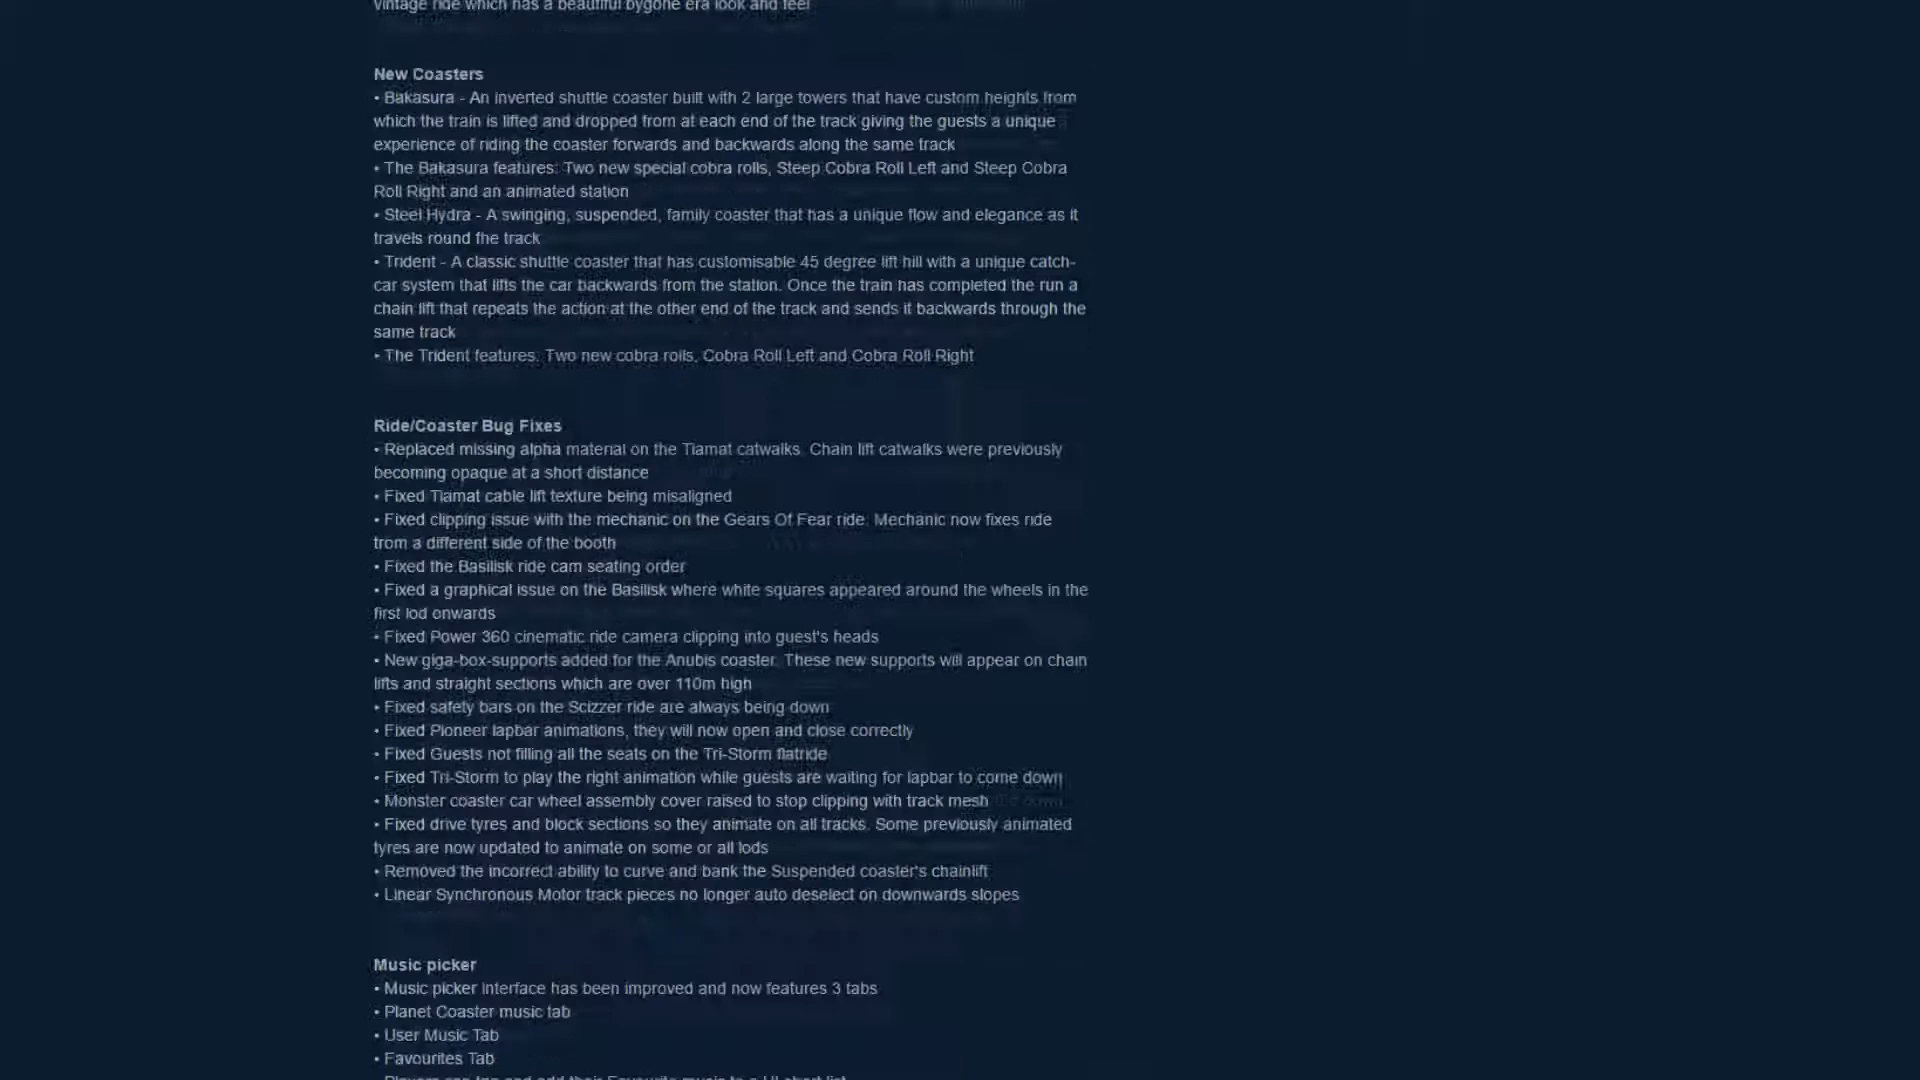 vintage ride which has a beautiful bygone era look and feel
New Coasters
• Bakasura - An inverted shuttle coaster built with 2 large towers that have custom heights from
which the train is lifted and dropped from at each end of the track giving the guests a unique
experience of riding the coaster forwards and backwards along the same track
• The Bakasura features: Two new special cobra rolls, Steep Cobra Roll Left and Steep Cobra
Roll Right and an animated station
• Steel Hydra - A swinging, suspended, family coaster that has a unique flow and elegance as it
travels round the track
• Trident - A classic shuttle coaster that has customisable 45 degree lift hill with a unique catch-
car system that lifts the car backwards from the station. Once the train has completed the run a
chain lift that repeats the action at the other end of the track and sends it backwards through the
same track
• The Trident features: Two new cobra rolls, Cobra Roll Left and Cobra Roll Right
Ride/Coaster Bug Fixes
• Replaced missing alpha material on the Tiamat catwalks. Chain lift catwalks were previously
becoming opaque at a short distance
• Fixed Tiamat cable lift texture being misaligned
• Fixed clipping issue with the mechanic on the Gears Of Fear ride. Mechanic now fixes ride
from a different side of the booth
• Fixed the Basilisk ride cam seating order
• Fixed a graphical issue on the Basilisk where white squares appeared around the wheels in the
first lod onwards
• Fixed Power 360 cinematic ride camera clipping into guest's heads
• New giga-box-supports added for the Anubis coaster. These new supports will appear on chain
lifts and straight sections which are over 110m high
• Fixed safety bars on the Scizzer ride are always being down
• Fixed Pioneer lapbar animations, they will now open and close correctly
• Fixed Guests not filling all the seats on the Tri-Storm flatride
• Fixed Tri-Storm to play the right animation while guests are waiting for lapbar to come down
• Monster coaster car wheel assembly cover raised to stop clipping with track mesh
• Fixed drive tyres and block sections so they animate on all tracks. Some previously animated
tyres are now updated to animate on some or all lods
• Removed the incorrect ability to curve and bank the Suspended coaster's chainlift
• Linear Synchronous Motor track pieces no longer auto deselect on downwards slopes
Music picker
• Music picker interface has been improved and now features 3 tabs
• Planet Coaster music tab
• User Music Tab
• Favourites Tab
• Players can tag and add their Favourite music to a UI short list